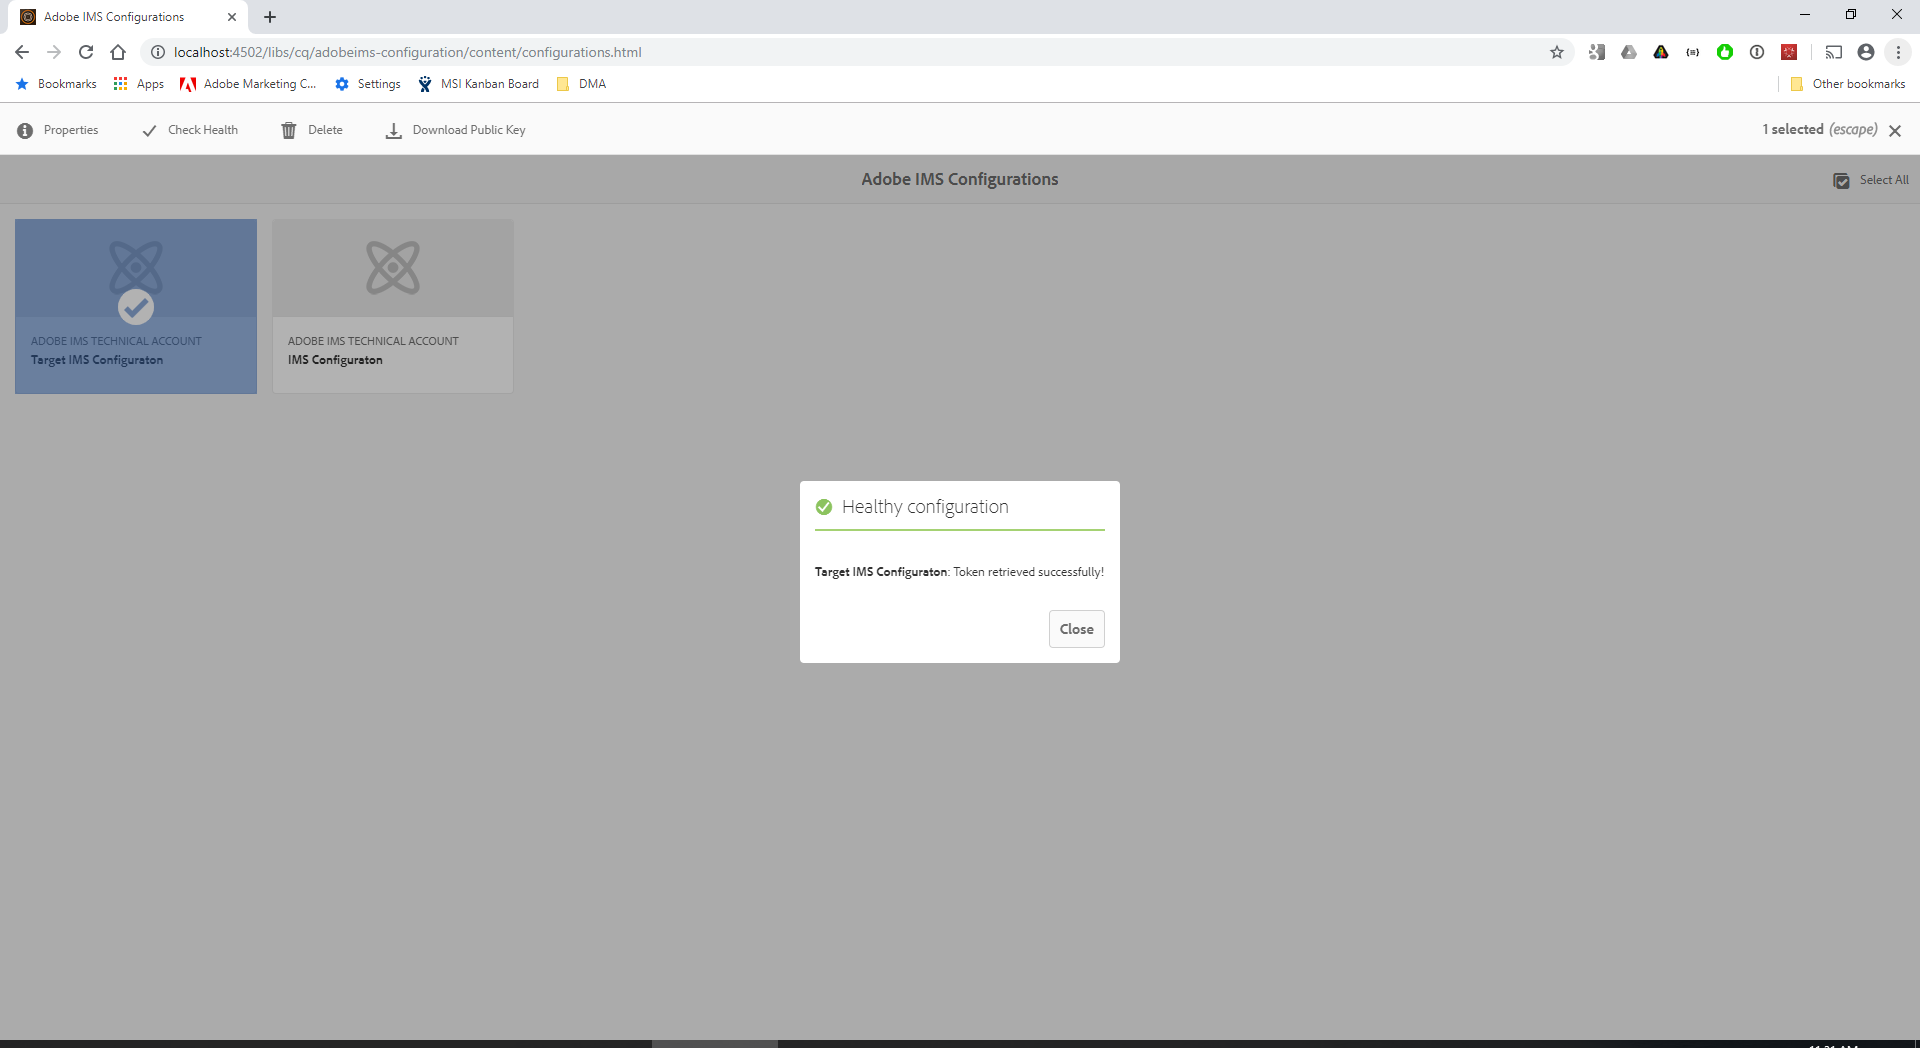 Adobe IMS Configurations
localhost:4502/libs/cq/adobeims-configuration/content/configurations.html
Bookmarks Apps Adobe Marketing C... Settings MSI Kanban Board DMA Other bookmarks
Properties Check Health Delete Download Public Key 1 selected (escape)
Adobe IMS Configurations Select All
ADOBE IMS TECHNICAL ACCOUNT
Target IMS Configuraton
ADOBE IMS TECHNICAL ACCOUNT
IMS Configuraton
Healthy configuration
Target IMS Configuraton: Token retrieved successfully!
Close